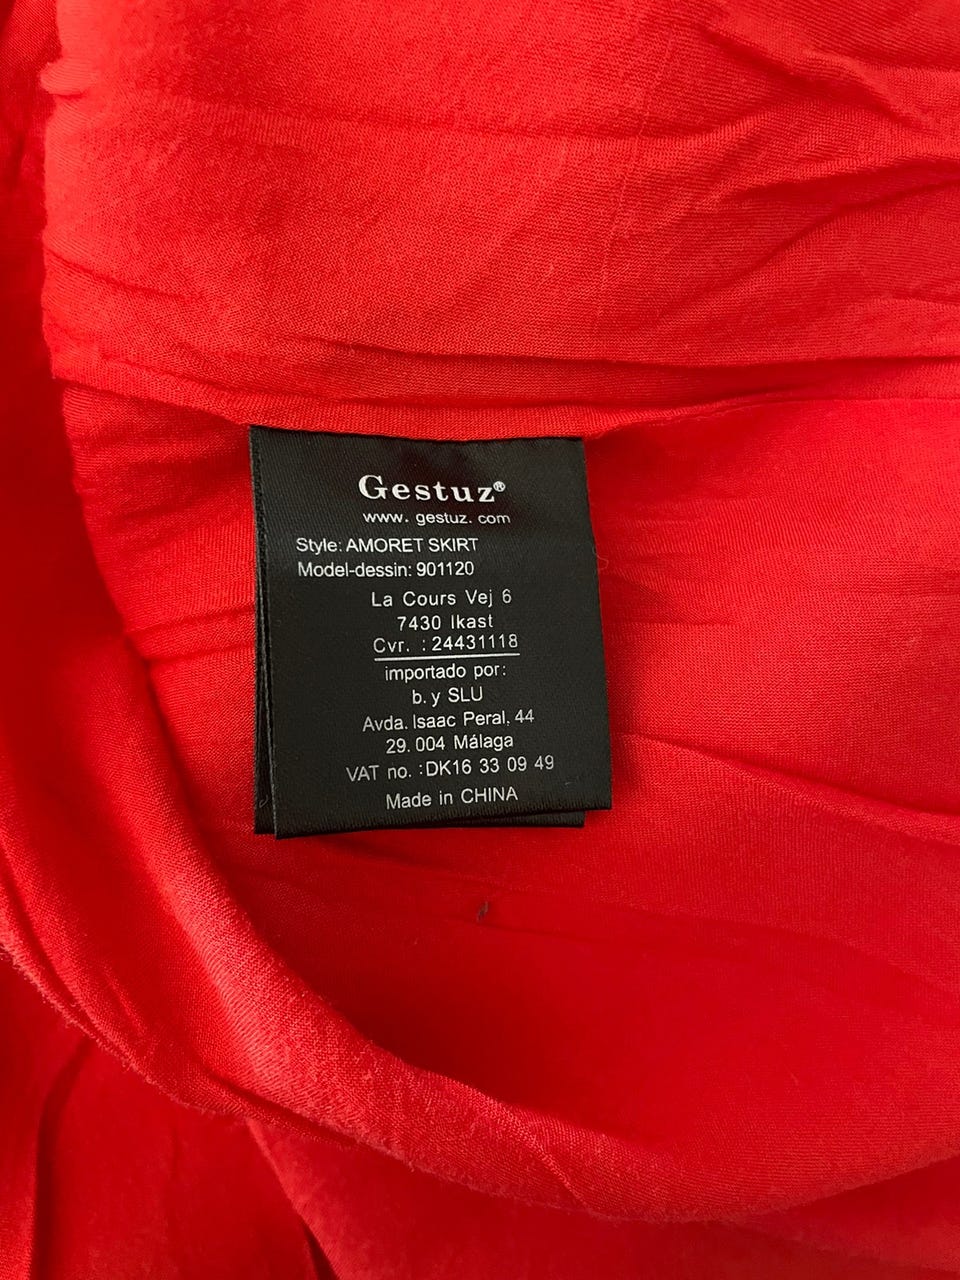 Gestuz®
www. gestuz. com
Style: AMORET SKIRT
Model-dessin: 901120
La Cours Vej 6
7430 Ikast
Cvr. : 24431118
importado por:
b. y SLU
Avda. Isaac Peral, 44
29. 004 Málaga
VAT no. :DK16 33 09 49
Made in CHINA